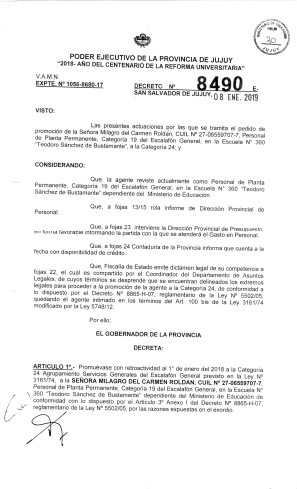 30
JUJUY
PODER EJECUTIVO DE LA PROVINCIA DE JUJUY
"2018- AÑO DEL CENTENARIO DE LA REFORMA UNIVERSITARIA"
V.A.M.N.
EXPTE. Nº 1056-8680-17
DECRETO Nº 8490 E-
SAN SALVADOR DE JUJUY, 08 ENE. 2019
VISTO:
Las presentes actuaciones por las que se tramita el pedido de
promoción de la Señora Milagro del Carmen Roldán, CUIL Nº 27-06559707-7, Personal
de Planta Permanente, Categoría 19 del Escalafón General, en la Escuela N° 360
"Teodoro Sánchez de Bustamante", a la Categoría 24; y
CONSIDERANDO:
Que, la agente reviste actualmente como Personal de Planta
Permanente, Categoría 19 del Escalafón General, en la Escuela N° 360 "Teodoro
Sánchez de Bustamante" dependiente del Ministerio de Educación.
Que, a fojas 13/15 rola informe de Dirección Provincial de
Personal.
Que, a fojas 23 interviene la Dirección Provincial de Presupuesto
en forma favorable informando la partida con la que se atenderá el Gasto en Personal.
Que, a fojas 24 Contaduría de la Provincia informa que cuenta a la
fecha con disponibilidad de crédito.
Que, Fiscalía de Estado emite dictamen legal de su competencia a
fojas 22, el cual es compartido por el Coordinador del Departamento de Asuntos
Legales, de cuyos términos se desprende que se encuentran delineados los extremos
legales para proceder a la promoción de la agente a la Categoría 24, de conformidad
a lo dispuesto por el Decreto Nº 8865-H-07, reglamentario de la Ley Nº 5502/05,
quedando el agente intimado en los términos del Art. 100 bis de la Ley 3161/74
modificado por la Ley 5748/12.
Por ello:
EL GOBERNADOR DE LA PROVINCIA
DECRETA:
ARTÍCULO 1º.- Promuévase con retroactividad al 1° de enero del 2018 a la Categoría
24 Agrupamiento Servicios Generales del Escalafón General previsto en la Ley Nº
3161/74, a la SEÑORA MILAGRO DEL CARMEN ROLDAN, CUIL Nº 27-06559707-7,
Personal de Planta Permanente, Categoría 19 del Escalafón General, en la Escuela N°
360 "Teodoro Sánchez de Bustamante" dependiente del Ministerio de Educación de
conformidad con lo dispuesto por el Artículo 3º Anexo I del Decreto Nº 8865-H-07,
reglamentario de la Ley Nº 5502/05, por las razones expuestas en el exordio.